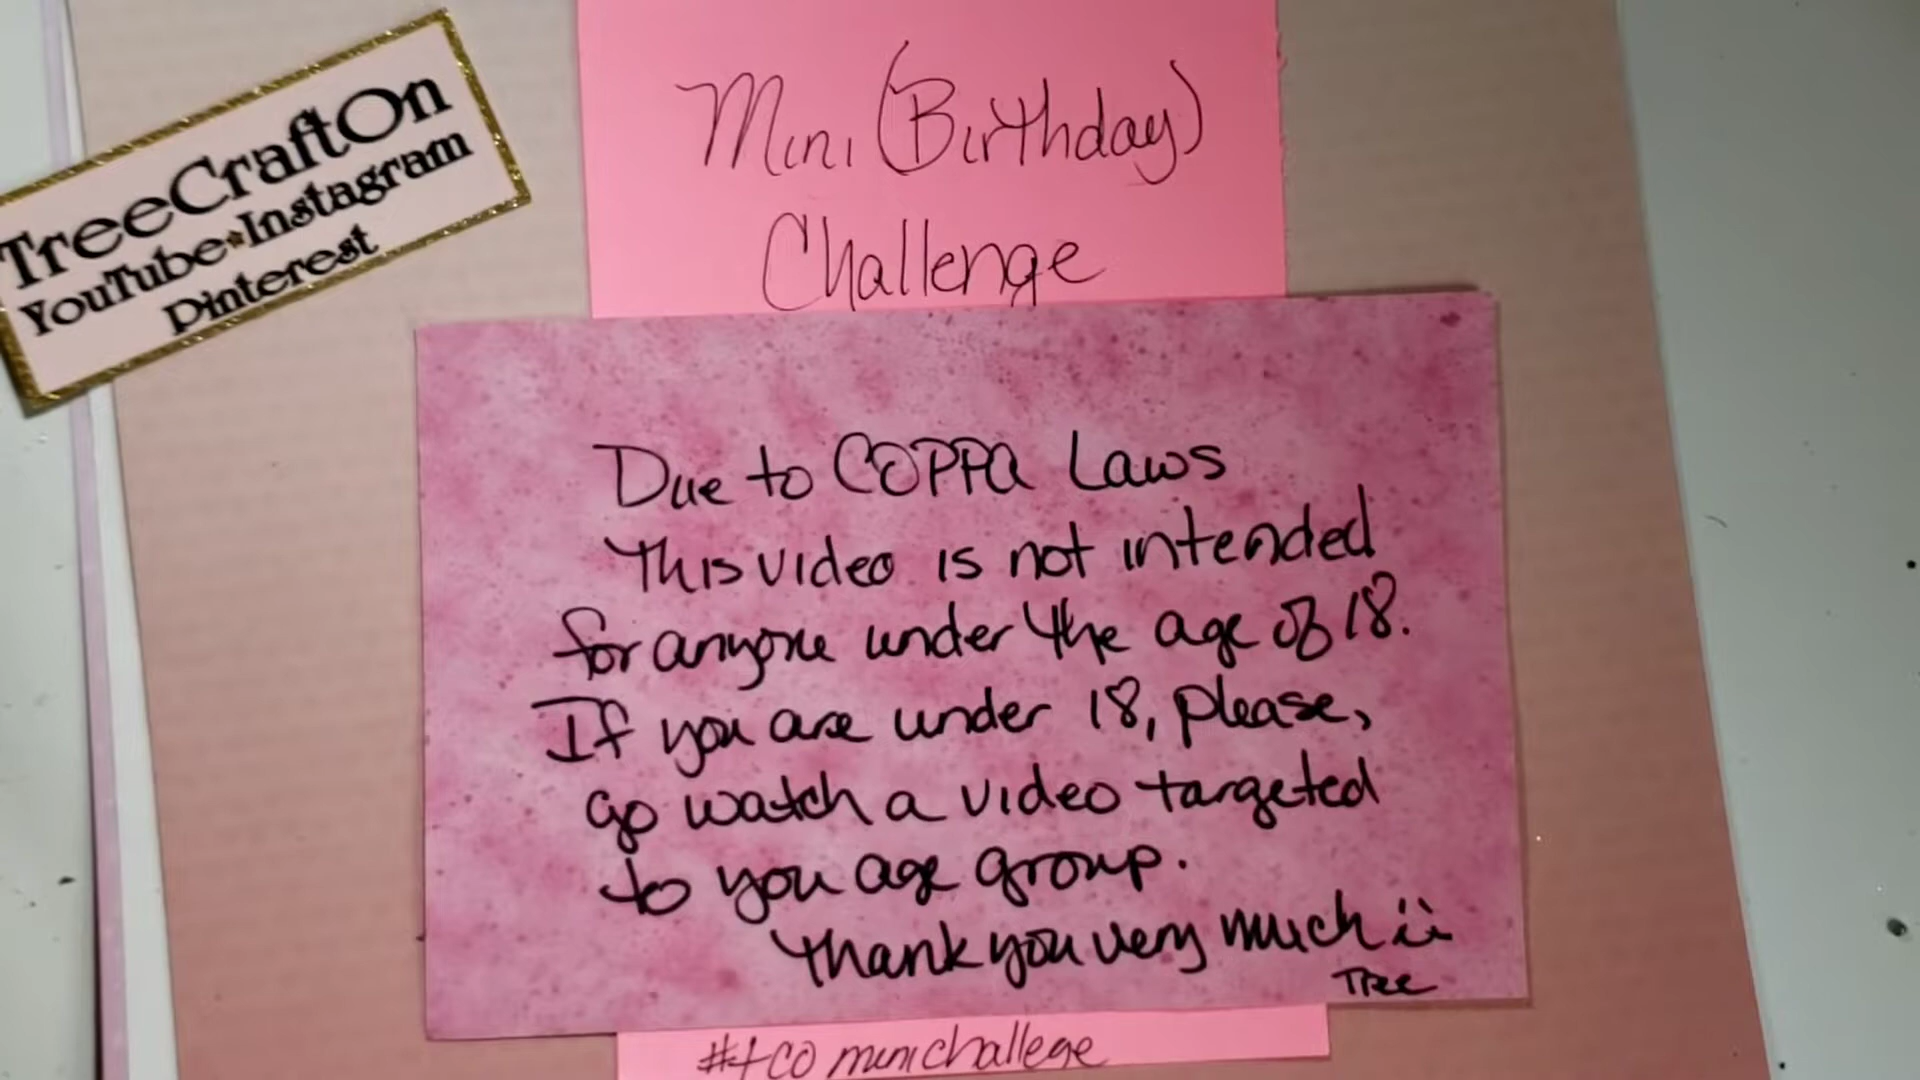 TreeCraftOn
YouTube★Instagram
Pinterest
Mini (Birthday)
Challenge
Due to COPPA Laws
This video is not intended
for anyone under the age of 18.
If you are under 18, please,
go watch a video targeted
to you age group.
Thank you very much
Tree
#tco minichallege